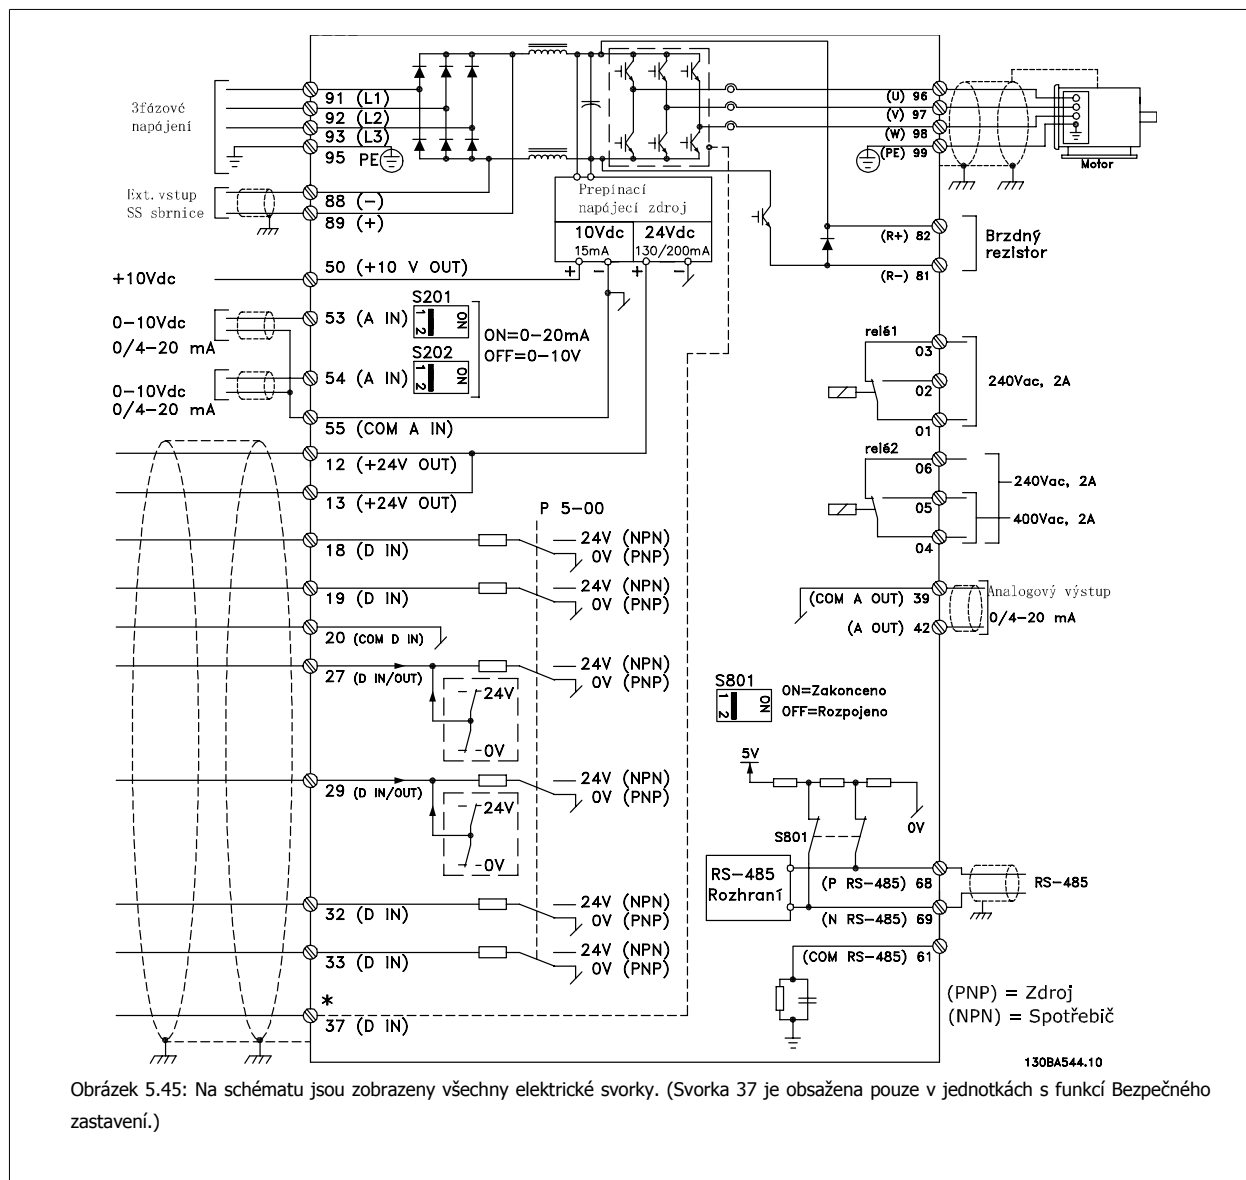 3fázové
napájení
91 (L1)
92 (L2)
93 (L3)
95 PE
Ext. vstup
SS sbrnice
88 (−)
89 (+)
+10Vdc
50 (+10 V OUT)
0−10Vdc
0/4−20 mA
53 (A IN)
S201
1 2
ON
ON=0−20mA
OFF=0−10V
S202
1 2
ON
0−10Vdc
0/4−20 mA
54 (A IN)
55 (COM A IN)
12 (+24V OUT)
13 (+24V OUT)
P 5-00
18 (D IN)
24V (NPN)
0V (PNP)
19 (D IN)
24V (NPN)
0V (PNP)
20 (COM D IN)
27 (D IN/OUT)
24V (NPN)
0V (PNP)
24V
0V
29 (D IN/OUT)
24V (NPN)
0V (PNP)
24V
0V
32 (D IN)
24V (NPN)
0V (PNP)
33 (D IN)
24V (NPN)
0V (PNP)
*
37 (D IN)
Prepínací
napájecí zdroj
10Vdc
15mA
24Vdc
130/200mA
+ − + −
(U) 96
(V) 97
(W) 98
(PE) 99
Motor
(R+) 82
(R−) 81
Brzdný
rezistor
relé1
03
02
01
240Vac, 2A
relé2
06
05
04
240Vac, 2A
400Vac, 2A
(COM A OUT) 39
(A OUT) 42
Analogový výstup
0/4−20 mA
S801
1 2
ON
ON=Zakonceno
OFF=Rozpojeno
5V
0V
S801
RS−485
Rozhraní
(P RS−485) 68
(N RS−485) 69
(COM RS−485) 61
RS−485
(PNP) = Zdroj
(NPN) = Spotřebič
130BA544.10
Obrázek 5.45: Na schématu jsou zobrazeny všechny elektrické svorky. (Svorka 37 je obsažena pouze v jednotkách s funkcí Bezpečného
zastavení.)